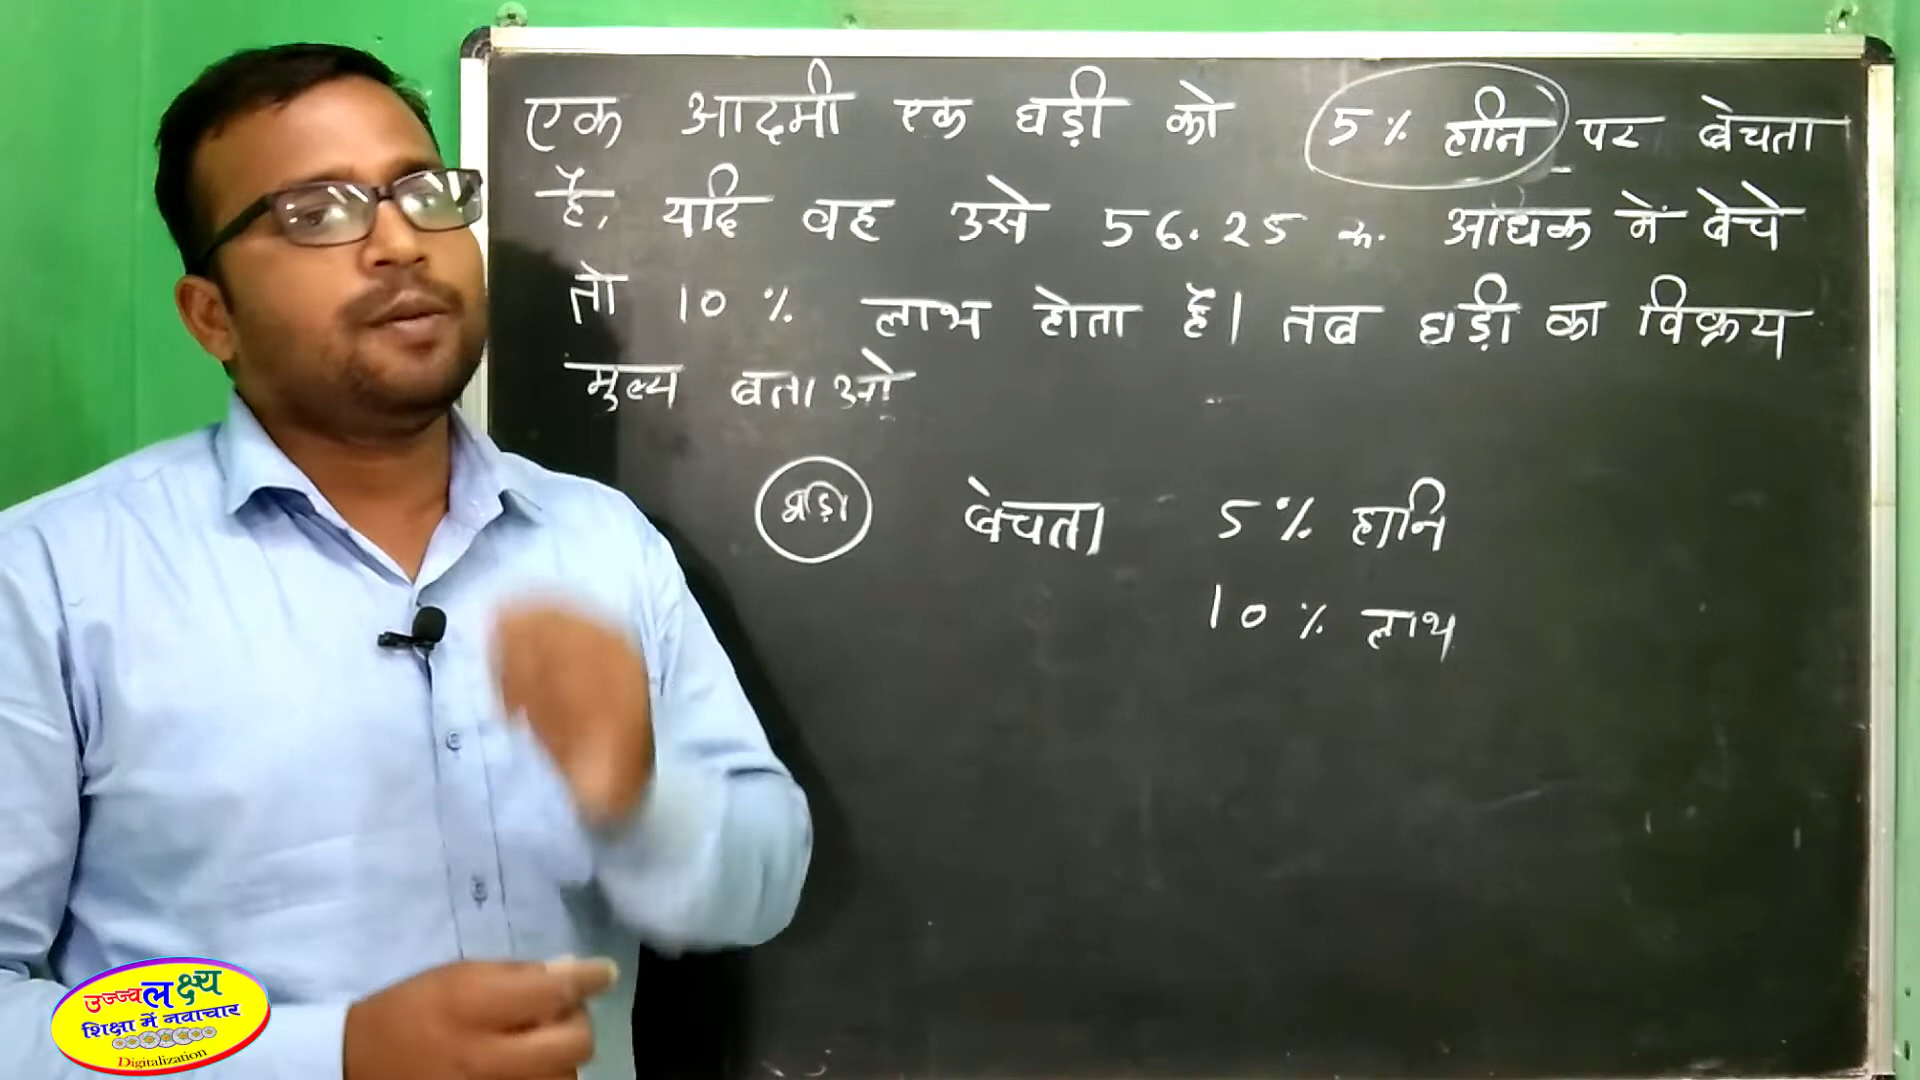 एक आदमी एक घड़ी को 5% हानि पर बेचता
है, यदि वह उसे 56.25 रू. अधिक में बेचे
तो 10% लाभ होता है। तब घड़ी का विक्रय
मुल्य बताओ
घड़ी बेचता 5% हानि
10% लाभ
उज्ज्वल लक्ष्य
शिक्षा में नवाचार
Digitalization